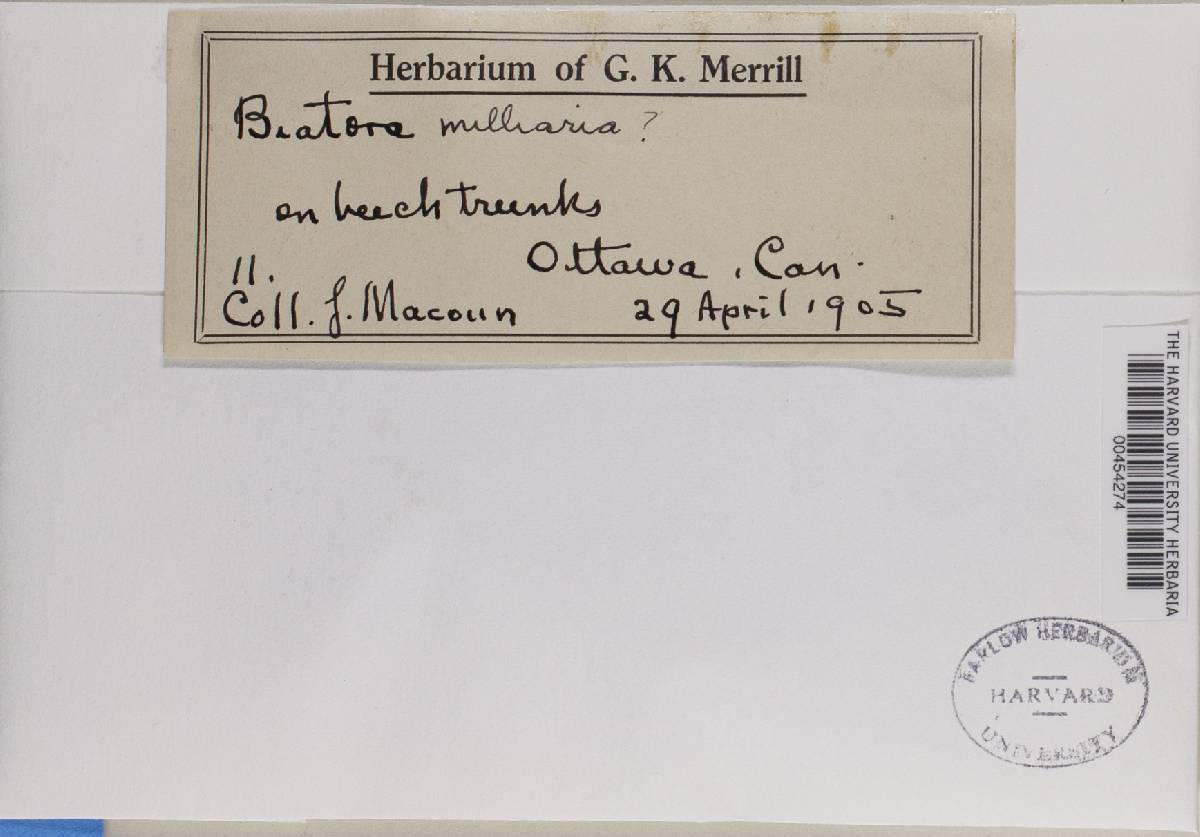 Herbarium of G. K. Merrill
Biatora milliaria ?
on beech trunks
Ottawa, Can.
11.
Coll. J. Macoun 29 April 1905
THE HARVARD UNIVERSITY HERBARIA
00454274
FARLOW HERBARIUM
HARVARD
UNIVERSITY